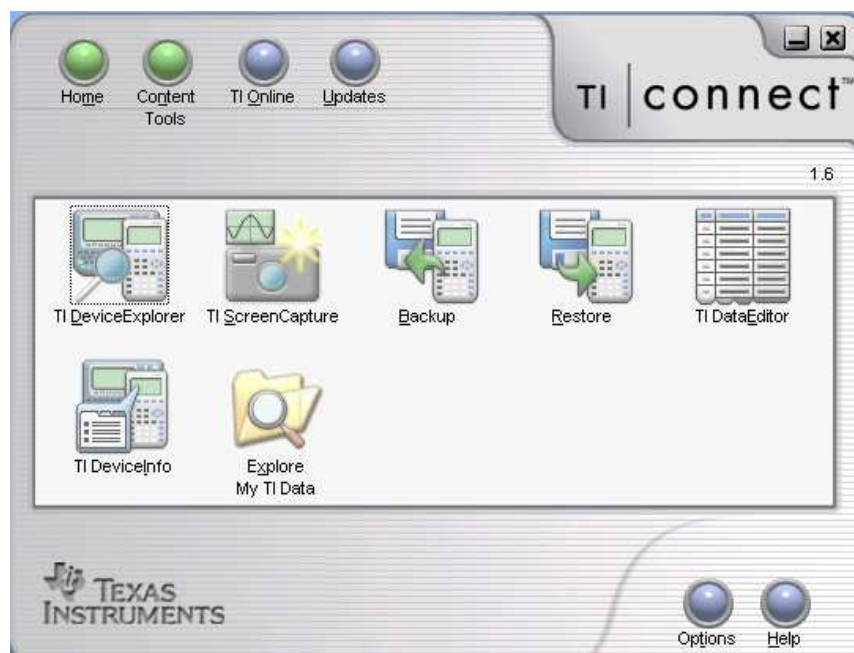 Home
Content
Tools
TI Online
Updates
TI | connect™
1.6
TI DeviceExplorer
TI ScreenCapture
Backup
Restore
TI DataEditor
TI DeviceInfo
Explore
My TI Data
TEXAS
INSTRUMENTS
Options
Help